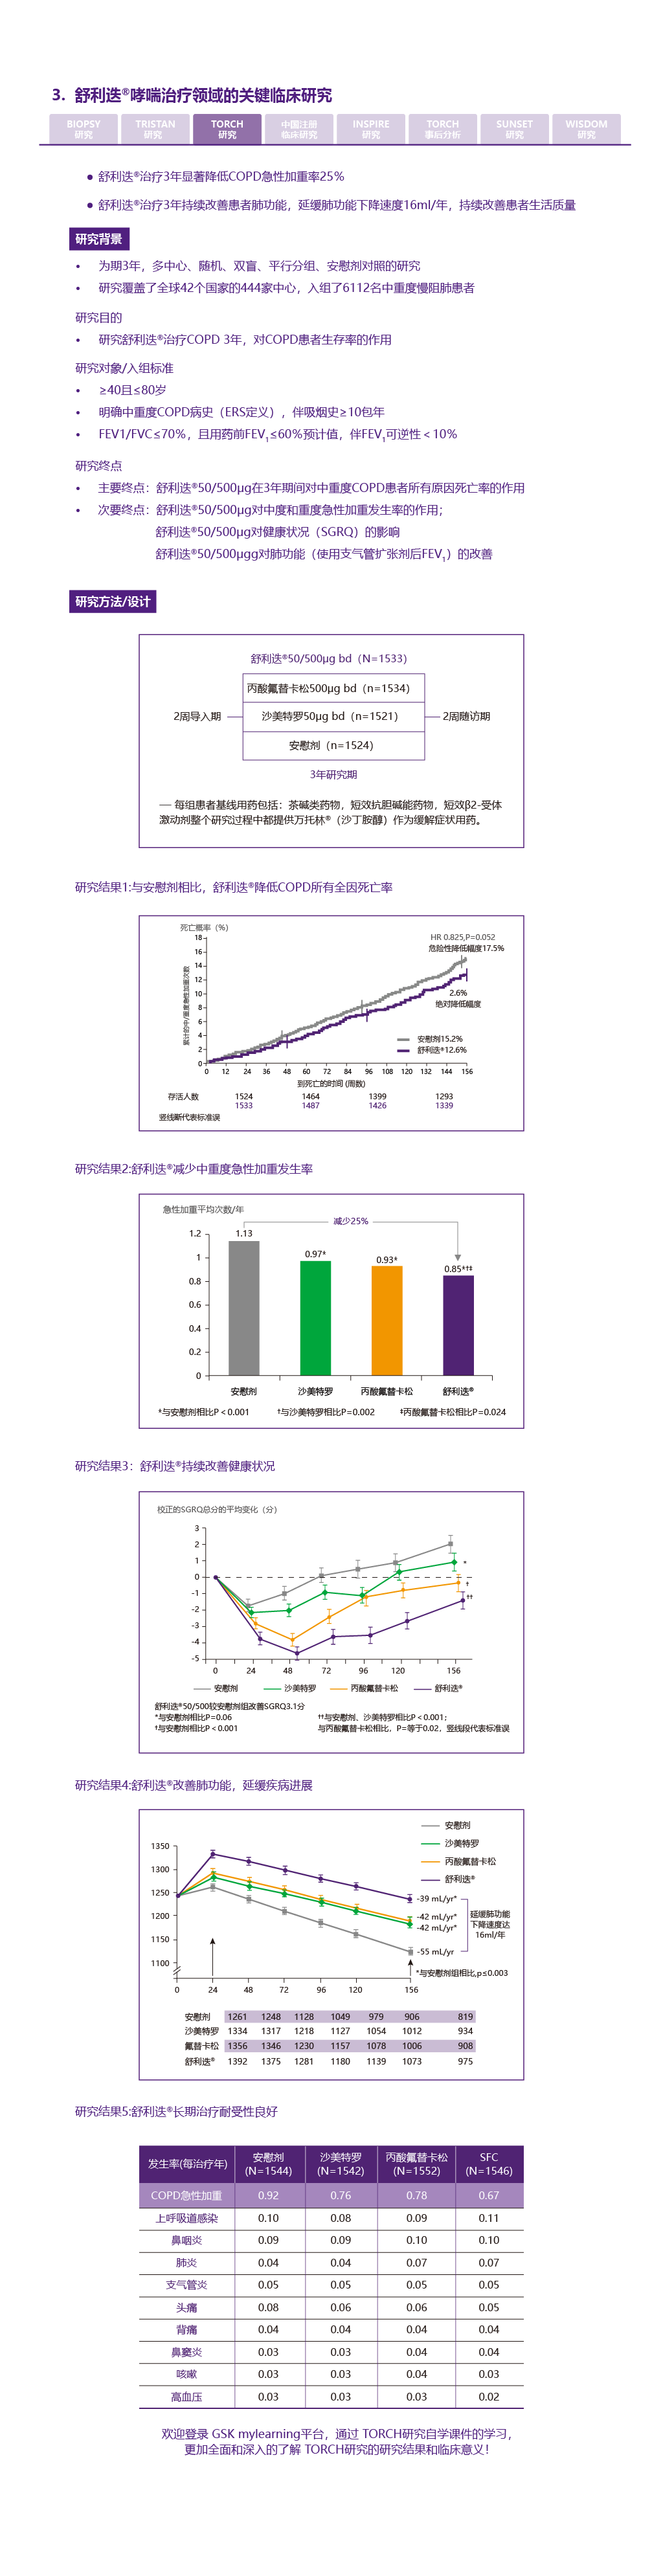 3. 舒利迭®哮喘治疗领域的关键临床研究
BIOPSY 研究
TRISTAN 研究
TORCH 研究
中国注册 临床研究
INSPIRE 研究
TORCH 事后分析
SUNSET 研究
WISDOM 研究
● 舒利迭®治疗3年显著降低COPD急性加重率25%
● 舒利迭®治疗3年持续改善患者肺功能，延缓肺功能下降速度16ml/年，持续改善患者生活质量
研究背景
• 为期3年，多中心、随机、双盲、平行分组、安慰剂对照的研究
• 研究覆盖了全球42个国家的444家中心，入组了6112名中重度慢阻肺患者
研究目的
• 研究舒利迭®治疗COPD 3年，对COPD患者生存率的作用
研究对象/入组标准
• ≥40且≤80岁
• 明确中重度COPD病史（ERS定义），伴吸烟史≥10包年
• FEV1/FVC≤70%，且用药前FEV1≤60%预计值，伴FEV1可逆性＜10%
研究终点
• 主要终点：舒利迭®50/500μg在3年期间对中重度COPD患者所有原因死亡率的作用
• 次要终点：舒利迭®50/500μg对中度和重度急性加重发生率的作用；
舒利迭®50/500μg对健康状况（SGRQ）的影响
舒利迭®50/500μgg对肺功能（使用支气管扩张剂后FEV1）的改善
研究方法/设计
舒利迭®50/500μg bd（N=1533）
丙酸氟替卡松500μg bd（n=1534）
2周导入期
沙美特罗50μg bd（n=1521）
2周随访期
安慰剂（n=1524）
3年研究期
— 每组患者基线用药包括：茶碱类药物，短效抗胆碱能药物，短效β2-受体
激动剂整个研究过程中都提供万托林®（沙丁胺醇）作为缓解症状用药。
研究结果1:与安慰剂相比，舒利迭®降低COPD所有全因死亡率
死亡概率（%）
HR 0.825,P=0.052
危险性降低幅度17.5%
18
16
14
12
10
8
6
4
2
0
累计的中/重度急性加重次数
2.6%
绝对降低幅度
安慰剂15.2%
舒利迭®12.6%
0 12 24 36 48 60 72 84 96 108 120 132 144 156
到死亡的时间 (周数)
存活人数 1524 1464 1399 1293
1533 1487 1426 1339
竖线断代表标准误
研究结果2:舒利迭®减少中重度急性加重发生率
急性加重平均次数/年
减少25%
1.2
1
0.8
0.6
0.4
0.2
0
1.13
0.97*
0.93*
0.85*†‡
安慰剂 沙美特罗 丙酸氟替卡松 舒利迭®
*与安慰剂相比P＜0.001 †与沙美特罗相比P=0.002 ‡丙酸氟替卡松相比P=0.024
研究结果3：舒利迭®持续改善健康状况
校正的SGRQ总分的平均变化（分）
3
2
1
0
-1
-2
-3
-4
-5
*
†
††
0 24 48 72 96 120 156
安慰剂 沙美特罗 丙酸氟替卡松 舒利迭®
舒利迭®50/500较安慰剂组改善SGRQ3.1分
*与安慰剂相比P=0.06
††与安慰剂、沙美特罗相比P＜0.001；
†与安慰剂相比P＜0.001
与丙酸氟替卡松相比，P=等于0.02，竖线段代表标准误
研究结果4:舒利迭®改善肺功能，延缓疾病进展
安慰剂
沙美特罗
丙酸氟替卡松
舒利迭®
1350
1300
1250
1200
1150
1100
-39 mL/yr*
-42 mL/yr*
-42 mL/yr*
-55 mL/yr
延缓肺功能
下降速度达
16ml/年
*与安慰剂组相比,p≤0.003
0 24 48 72 96 120 156
安慰剂 1261 1248 1128 1049 979 906 819
沙美特罗 1334 1317 1218 1127 1054 1012 934
氟替卡松 1356 1346 1230 1157 1078 1006 908
舒利迭® 1392 1375 1281 1180 1139 1073 975
研究结果5:舒利迭®长期治疗耐受性良好
发生率(每治疗年) 安慰剂 (N=1544) 沙美特罗 (N=1542) 丙酸氟替卡松 (N=1552) SFC (N=1546)
COPD急性加重 0.92 0.76 0.78 0.67
上呼吸道感染 0.10 0.08 0.09 0.11
鼻咽炎 0.09 0.09 0.10 0.10
肺炎 0.04 0.04 0.07 0.07
支气管炎 0.05 0.05 0.05 0.05
头痛 0.08 0.06 0.06 0.05
背痛 0.04 0.04 0.04 0.04
鼻窦炎 0.03 0.03 0.04 0.04
咳嗽 0.03 0.03 0.04 0.03
高血压 0.03 0.03 0.03 0.02
欢迎登录 GSK mylearning平台，通过 TORCH研究自学课件的学习，
更加全面和深入的了解 TORCH研究的研究结果和临床意义！